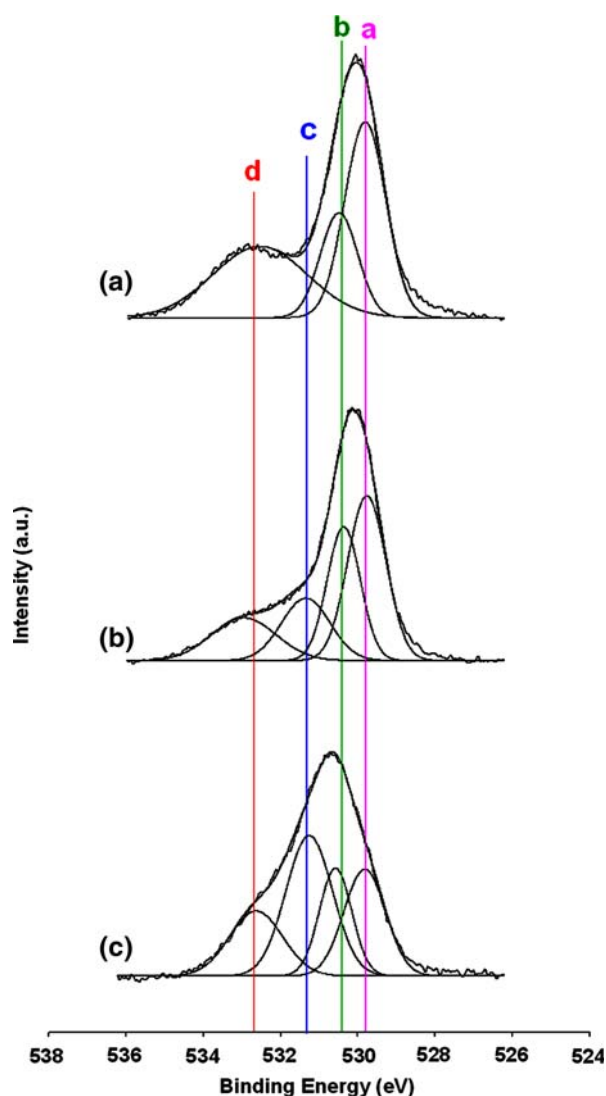 b a
c
d
(a)
(b)
(c)
Intensity (a.u.)
538 536 534 532 530 528 526 524
Binding Energy (eV)